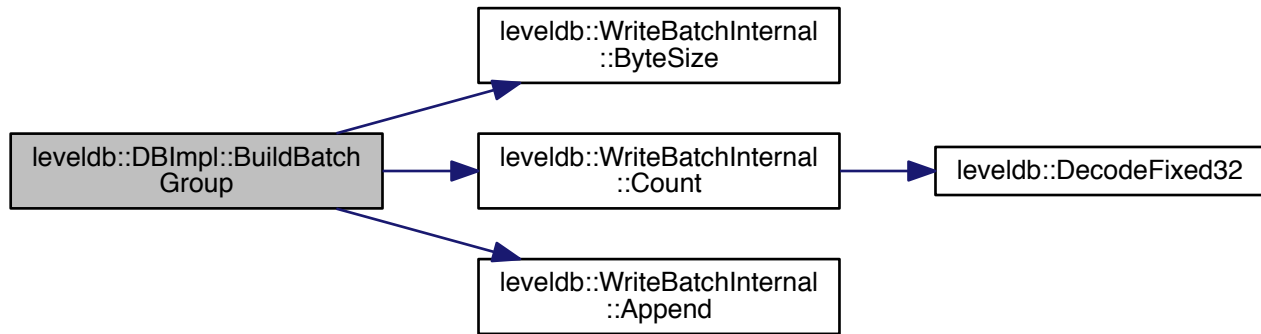 leveldb::WriteBatchInternal
::ByteSize
leveldb::DBImpl::BuildBatch
Group
leveldb::WriteBatchInternal
::Count
leveldb::DecodeFixed32
leveldb::WriteBatchInternal
::Append